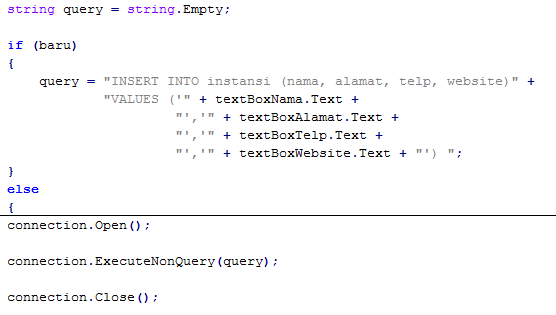 string query = string.Empty;
if (baru)
{
query = "INSERT INTO instansi (nama, alamat, telp, website)" +
"VALUES ('" + textBoxNama.Text +
"','" + textBoxAlamat.Text +
"','" + textBoxTelp.Text +
"','" + textBoxWebsite.Text + "') ";
}
else
{
connection.Open();
connection.ExecuteNonQuery(query);
connection.Close();